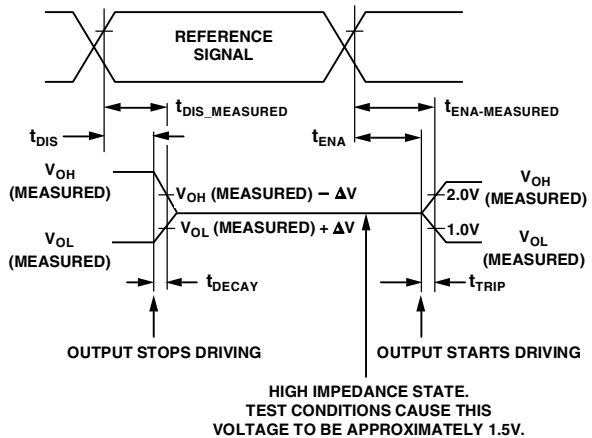 REFERENCE
SIGNAL
tDIS_MEASURED
tENA-MEASURED
tDIS
tENA
VOH
(MEASURED)
VOH (MEASURED) – ΔV
2.0V
VOH
(MEASURED)
VOL
(MEASURED)
VOL (MEASURED) + ΔV
1.0V
VOL
(MEASURED)
tDECAY
tTRIP
OUTPUT STOPS DRIVING
OUTPUT STARTS DRIVING
HIGH IMPEDANCE STATE.
TEST CONDITIONS CAUSE THIS
VOLTAGE TO BE APPROXIMATELY 1.5V.